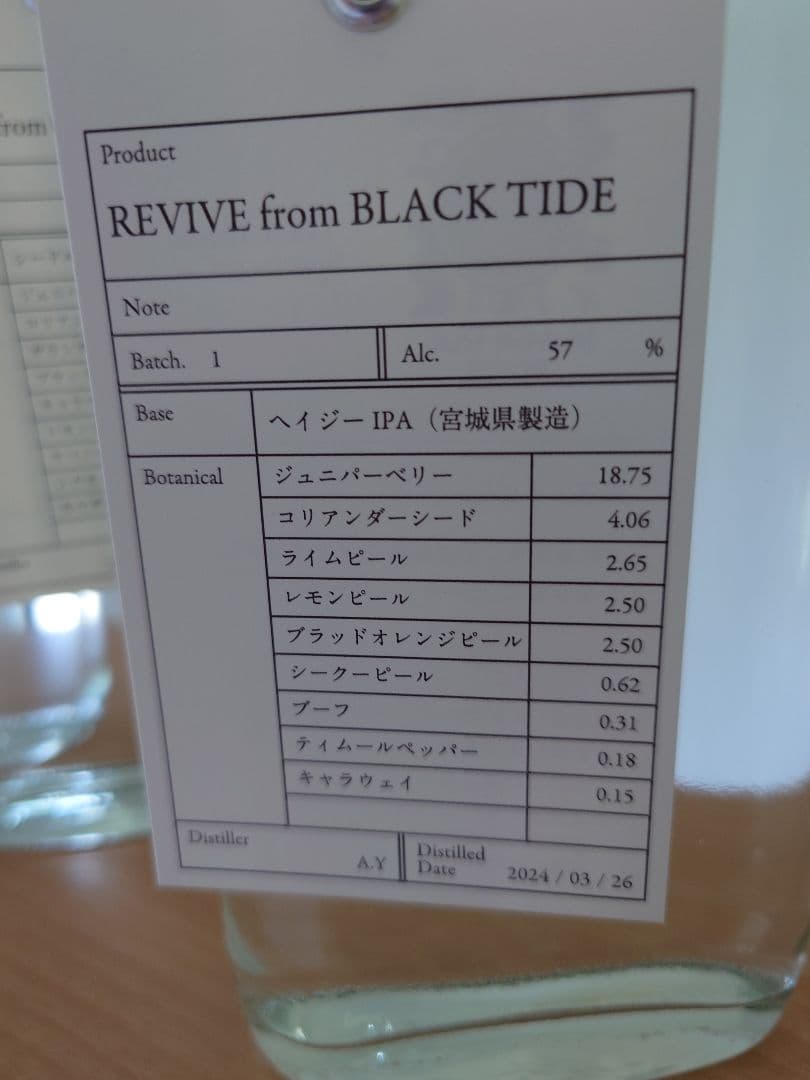 Product
REVIVE from BLACK TIDE
Note
Batch. 1 Alc. 57 %
Base ヘイジーIPA（宮城県製造）
Botanical ジュニパーベリー 18.75
コリアンダーシード 4.06
ライムピール 2.65
レモンピール 2.50
ブラッドオレンジピール 2.50
シークーピール 0.62
ブーフ 0.31
ティムールペッパー 0.18
キャラウェイ 0.15
Distiller A.Y Distilled Date 2024 / 03 / 26
from